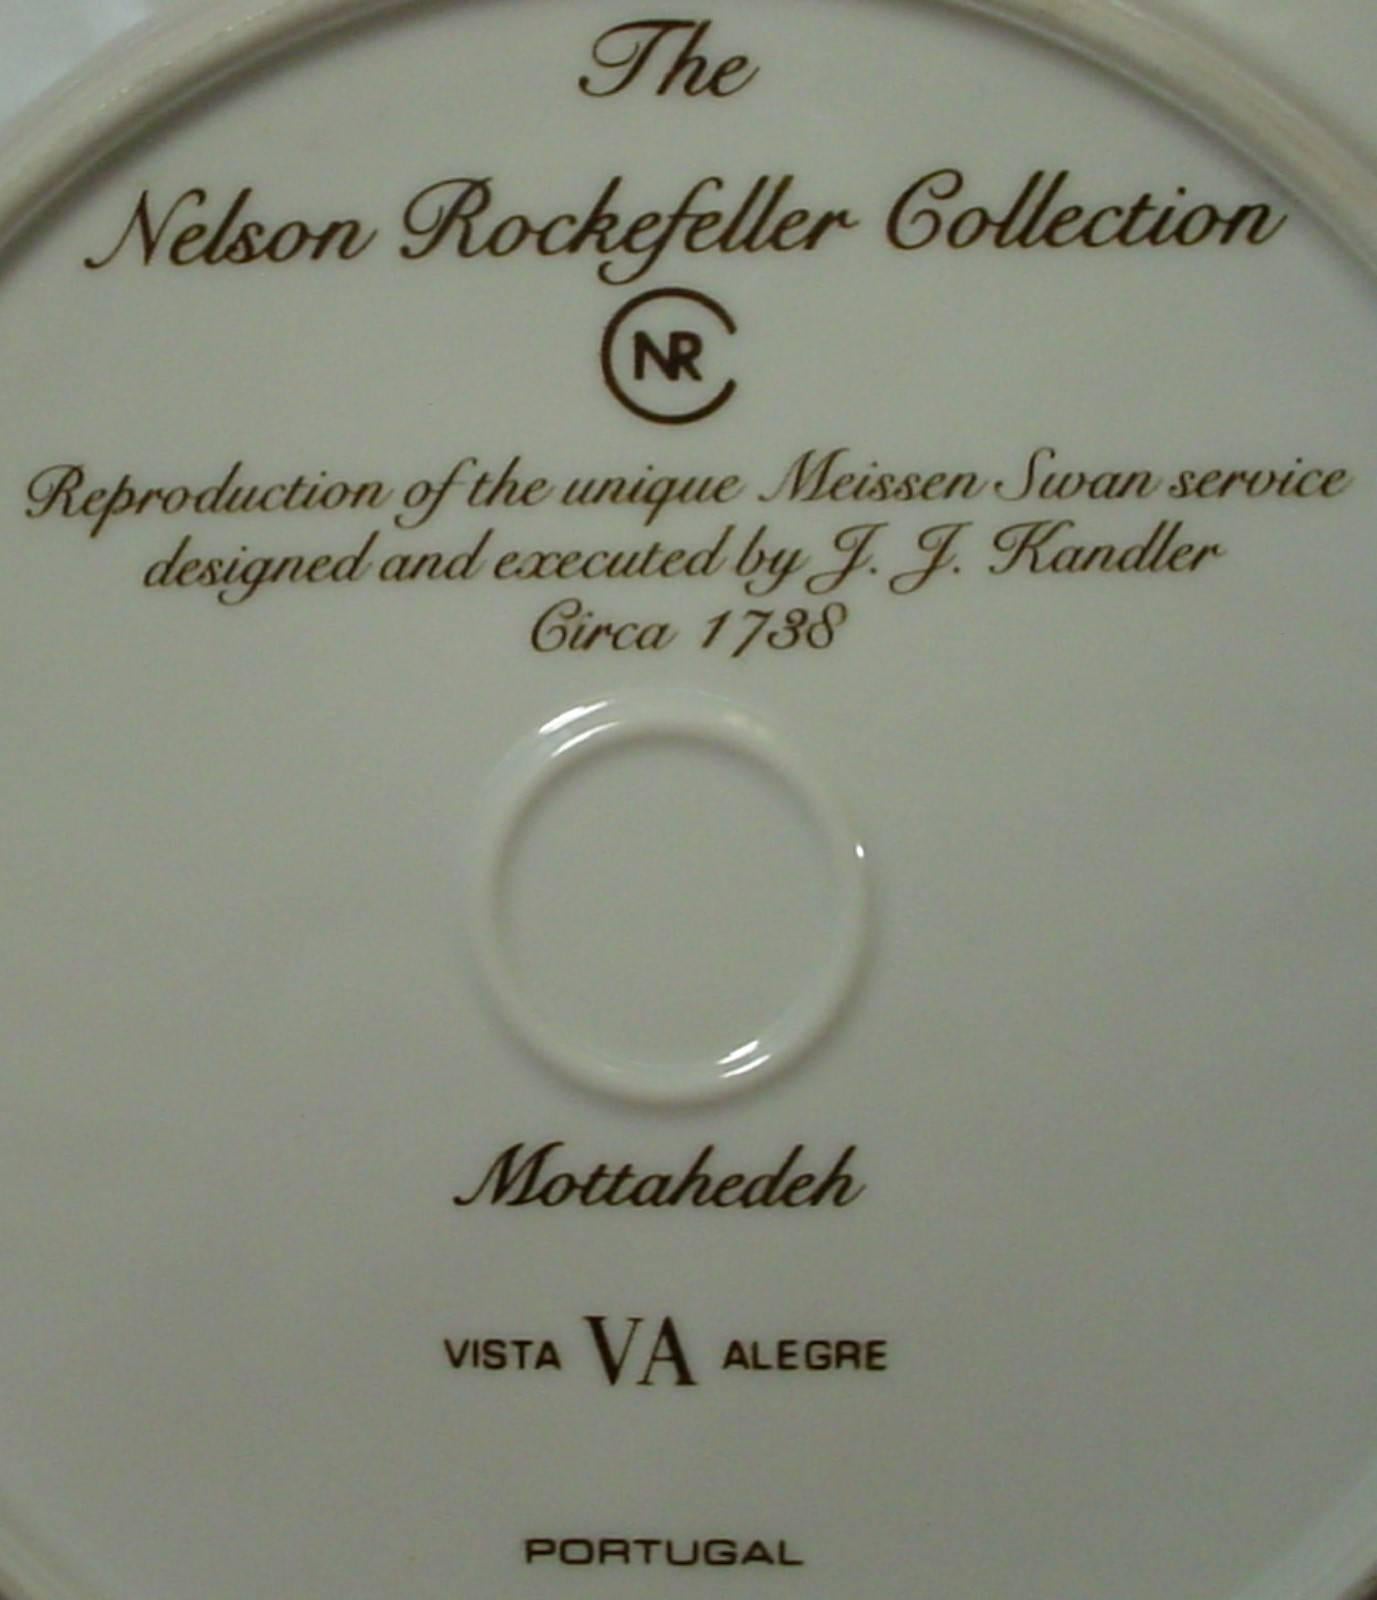 The
Nelson Rockefeller Collection
NR
Reproduction of the unique Meissen Swan service
designed and executed by J. J. Kandler
Circa 1738
Mottahedeh
VISTA VA ALEGRE
PORTUGAL